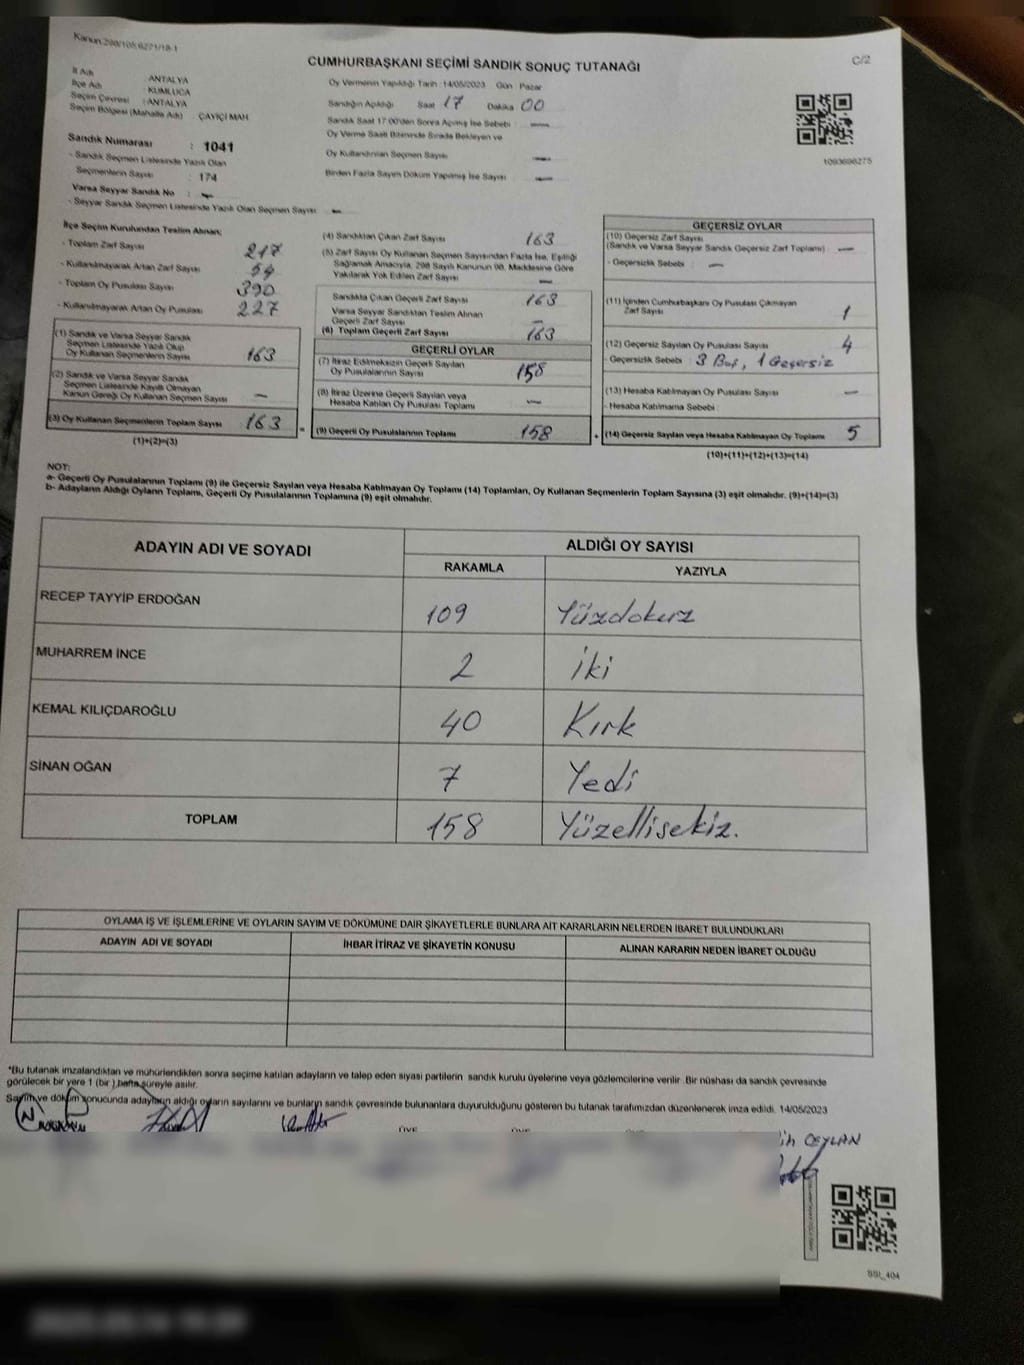 Kanun:298/105;6271/18-1
CUMHURBAŞKANI SEÇİMİ SANDIK SONUÇ TUTANAĞI
C/2
İl Adı : ANTALYA
İlçe Adı : KUMLUCA
Seçim Çevresi : ANTALYA
Seçim Bölgesi (Mahalle Adı) ÇAYİÇİ MAH.
Oy Vermenin Yapıldığı Tarih : 14/05/2023 Gün : Pazar
Sandığın Açıldığı Saat 17 Dakika 00
Sandık Saat 17:00'den Sonra Açılmış İse Sebebi : —
Oy Verme Saati Bitiminde Sırada Bekleyen ve
Oy Kullandırılan Seçmen Sayısı —
Birden Fazla Sayım Döküm Yapılmış İse Sayısı —
1093696275
Sandık Numarası : 1041
- Sandık Seçmen Listesinde Yazılı Olan
Seçmenlerin Sayısı : 174
Varsa Seyyar Sandık No : —
- Seyyar Sandık Seçmen Listesinde Yazılı Olan Seçmen Sayısı : —
İlçe Seçim Kurulundan Teslim Alınan;
- Toplam Zarf Sayısı 217
- Kullanılmayarak Artan Zarf Sayısı 54
- Toplam Oy Pusulası Sayısı 390
- Kullanılmayarak Artan Oy Pusulası 227
(1) Sandık ve Varsa Seyyar Sandık
Seçmen Listesinde Yazılı Olup
Oy Kullanan Seçmenlerin Sayısı 163
(2) Sandık ve Varsa Seyyar Sandık
Seçmen Listesinde Kayıtlı Olmayan
Kanun Gereği Oy Kullanan Seçmen Sayısı —
(3) Oy Kullanan Seçmenlerin Toplam Sayısı 163
(1)+(2)=(3)
(4) Sandıktan Çıkan Zarf Sayısı 163
(5) Zarf Sayısı Oy Kullanan Seçmen Sayısından Fazla İse, Eşitliği
Sağlamak Amacıyla, 298 Sayılı Kanunun 98. Maddesine Göre
Yakılarak Yok Edilen Zarf Sayısı —
Sandıkta Çıkan Geçerli Zarf Sayısı 163
Varsa Seyyar Sandıktan Teslim Alınan
Geçerli Zarf Sayısı —
(6) Toplam Geçerli Zarf Sayısı 163
GEÇERLİ OYLAR
(7) İtiraz Edilmeksizin Geçerli Sayılan
Oy Pusulalarının Sayısı 158
(8) İtiraz Üzerine Geçerli Sayılan veya
Hesaba Katılan Oy Pusulası Toplamı —
(9) Geçerli Oy Pusulalarının Toplamı 158
GEÇERSİZ OYLAR
(10) Geçersiz Zarf Sayısı
(Sandık ve Varsa Seyyar Sandık Geçersiz Zarf Toplamı) : —
- Geçersizlik Sebebi : —
(11) İçinden Cumhurbaşkanı Oy Pusulası Çıkmayan
Zarf Sayısı 1
(12) Geçersiz Sayılan Oy Pusulası Sayısı 4
- Geçersizlik Sebebi : 3 Boş, 1 Geçersiz
(13) Hesaba Katılmayan Oy Pusulası Sayısı —
- Hesaba Katılmama Sebebi :
(14) Geçersiz Sayılan veya Hesaba Katılmayan Oy Toplamı 5
(10)+(11)+(12)+(13)=(14)
NOT:
a- Geçerli Oy Pusulalarının Toplamı (9) ile Geçersiz Sayılan veya Hesaba Katılmayan Oy Toplamı (14) Toplamları, Oy Kullanan Seçmenlerin Toplam Sayısına (3) eşit olmalıdır. (9)+(14)=(3)
b- Adayların Aldığı Oyların Toplamı, Geçerli Oy Pusulalarının Toplamına (9) eşit olmalıdır.
ADAYIN ADI VE SOYADI
ALDIĞI OY SAYISI
RAKAMLA YAZIYLA
RECEP TAYYİP ERDOĞAN 109 Yüzdokuz
MUHARREM İNCE 2 İki
KEMAL KILIÇDAROĞLU 40 Kırk
SİNAN OĞAN 7 Yedi
TOPLAM 158 Yüzellisekiz.
OYLAMA İŞ VE İŞLEMLERİNE VE OYLARIN SAYIM VE DÖKÜMÜNE DAİR ŞİKAYETLERLE BUNLARA AİT KARARLARIN NELERDEN İBARET BULUNDUKLARI
ADAYIN ADI VE SOYADI İHBAR İTİRAZ VE ŞİKAYETİN KONUSU ALINAN KARARIN NEDEN İBARET OLDUĞU
*Bu tutanak imzalandıktan ve mühürlendikten sonra seçime katılan adayların ve talep eden siyasi partilerin sandık kurulu üyelerine veya gözlemcilerine verilir. Bir nüshası da sandık çevresinde
görülecek bir yere 1 (bir ) hafta süreyle asılır.
Sayım ve döküm sonucunda adayların aldığı oyların sayılarını ve bunların sandık çevresinde bulunanlara duyurulduğunu gösteren bu tutanak tarafımızdan düzenlenerek imza edildi. 14/05/2023
ÜYE ÜYE
CEYLAN
SSI_404